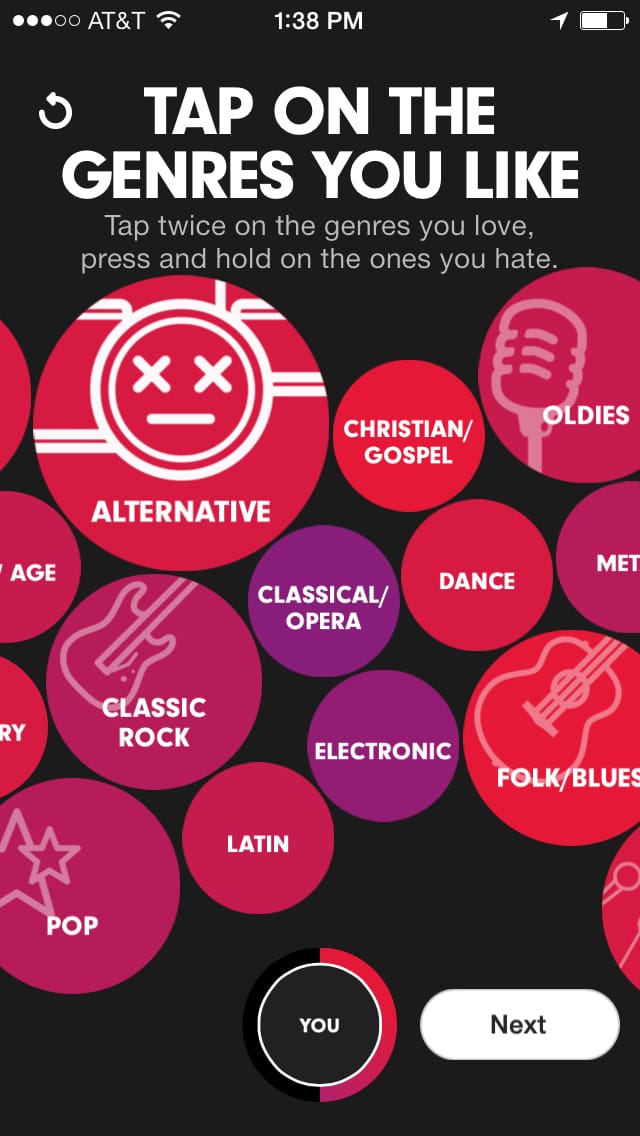 AT&T 1:38 PM
TAP ON THE
GENRES YOU LIKE
Tap twice on the genres you love,
press and hold on the ones you hate.
OLDIES
CHRISTIAN/
GOSPEL
ALTERNATIVE
AGE
CLASSICAL/
OPERA
DANCE
MET
CLASSIC
ROCK
RY
ELECTRONIC
FOLK/BLUES
LATIN
POP
YOU
Next